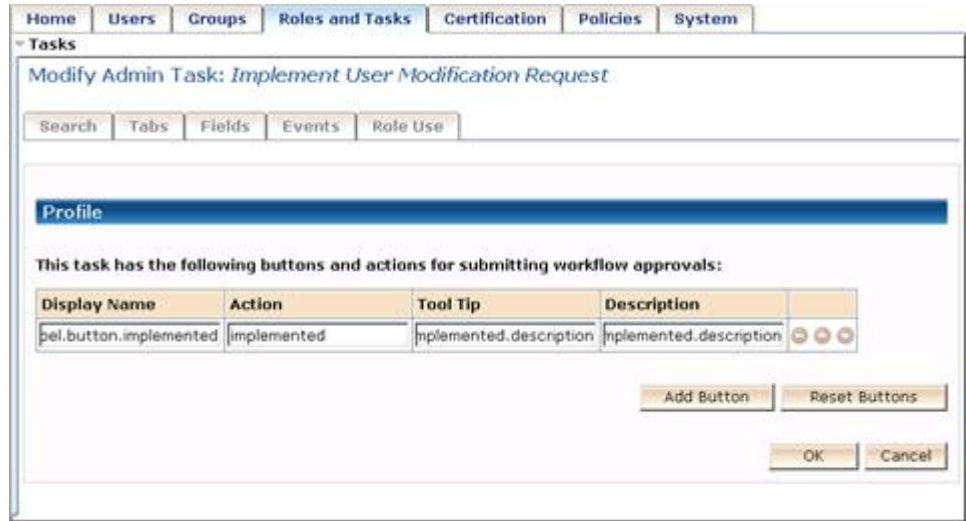 Home Users Groups Roles and Tasks Certification Policies System
Tasks
Modify Admin Task: Implement User Modification Request
Search Tabs Fields Events Role Use
Profile
This task has the following buttons and actions for submitting workflow approvals:
Display Name Action Tool Tip Description
pel.button.implemented implemented nplemented.description nplemented.description
Add Button Reset Buttons
OK Cancel